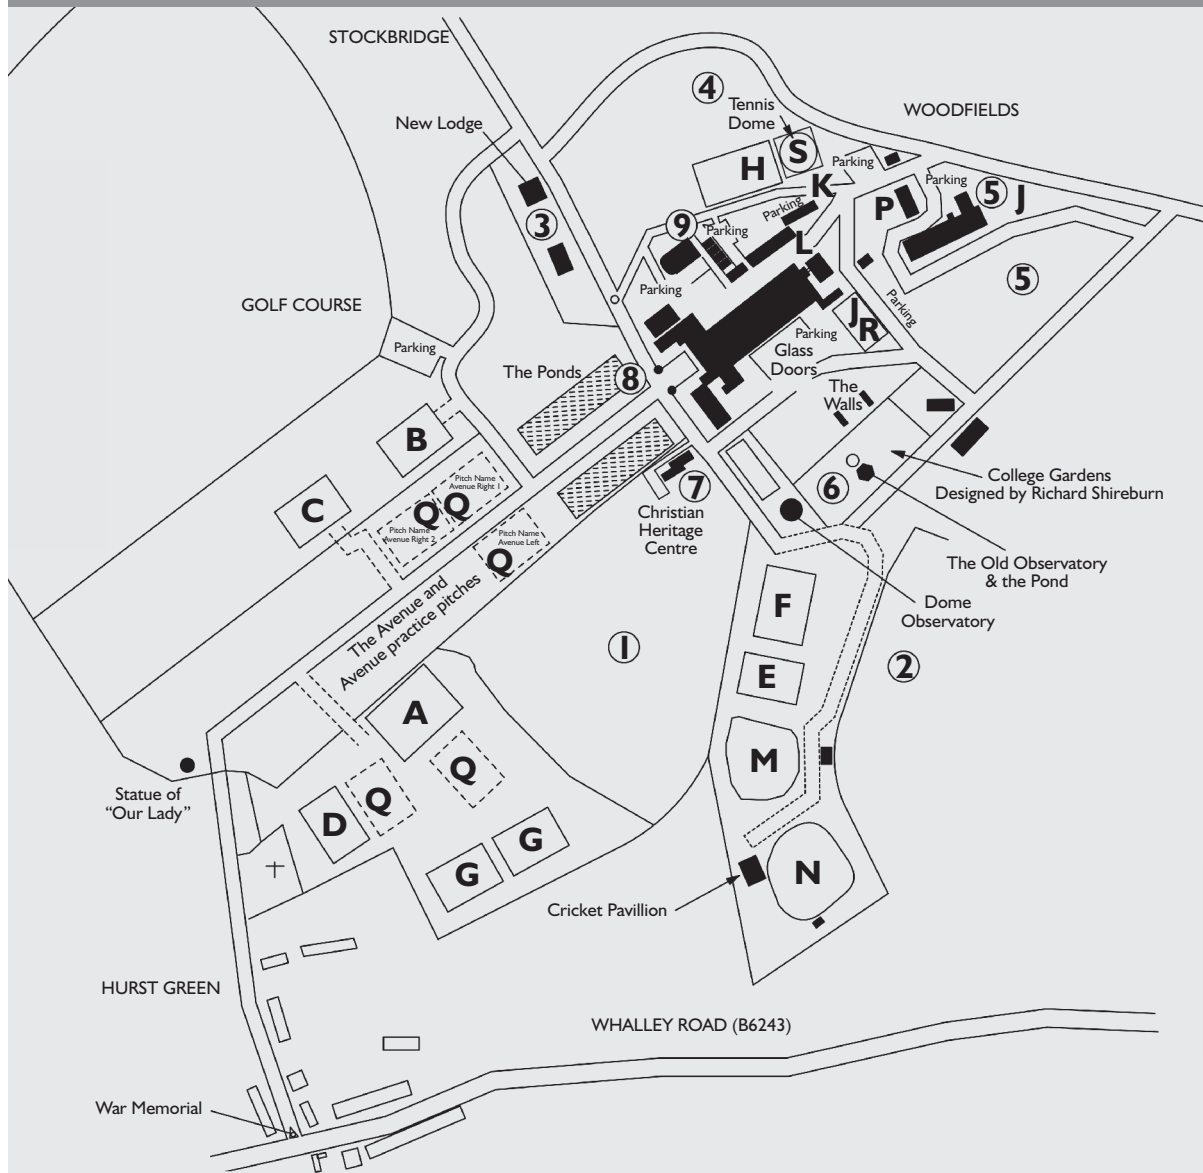 STOCKBRIDGE
4
New Lodge
Tennis
Dome
WOODFIELDS
S
H
Parking
K
Parking
5
J
P
3
9
Parking
Parking
L
5
GOLF COURSE
Parking
J
R
Parking
Parking
Parking
Glass
Doors
The Ponds
8
The
Walls
B
College Gardens
Designed by Richard Shireburn
Pitch Name
Avenue Right 1
Q
7
6
C
Q
Pitch Name
Avenue Right 2
Christian
Heritage
Centre
Pitch Name
Avenue Left
Q
The Old Observatory
& the Pond
Dome
Observatory
The Avenue and
Avenue practice pitches
F
1
2
E
A
M
Q
Statue of
“Our Lady”
Q
D
G
G
N
Cricket Pavillion
HURST GREEN
WHALLEY ROAD (B6243)
War Memorial